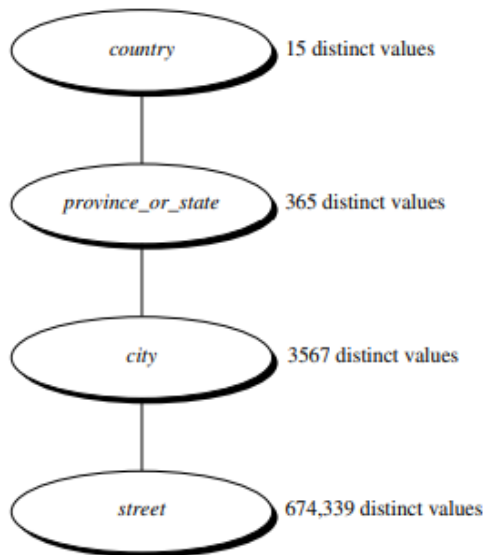 country 15 distinct values
province_or_state 365 distinct values
city 3567 distinct values
street 674,339 distinct values